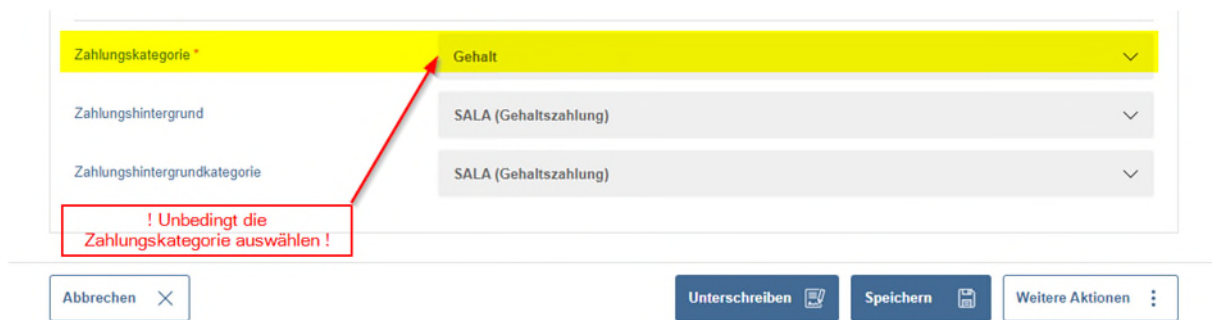 Zahlungskategorie * Gehalt
Zahlungshintergrund SALA (Gehaltszahlung)
Zahlungshintergrundkategorie SALA (Gehaltszahlung)
! Unbedingt die
Zahlungskategorie auswählen !
Abbrechen Unterschreiben Speichern Weitere Aktionen